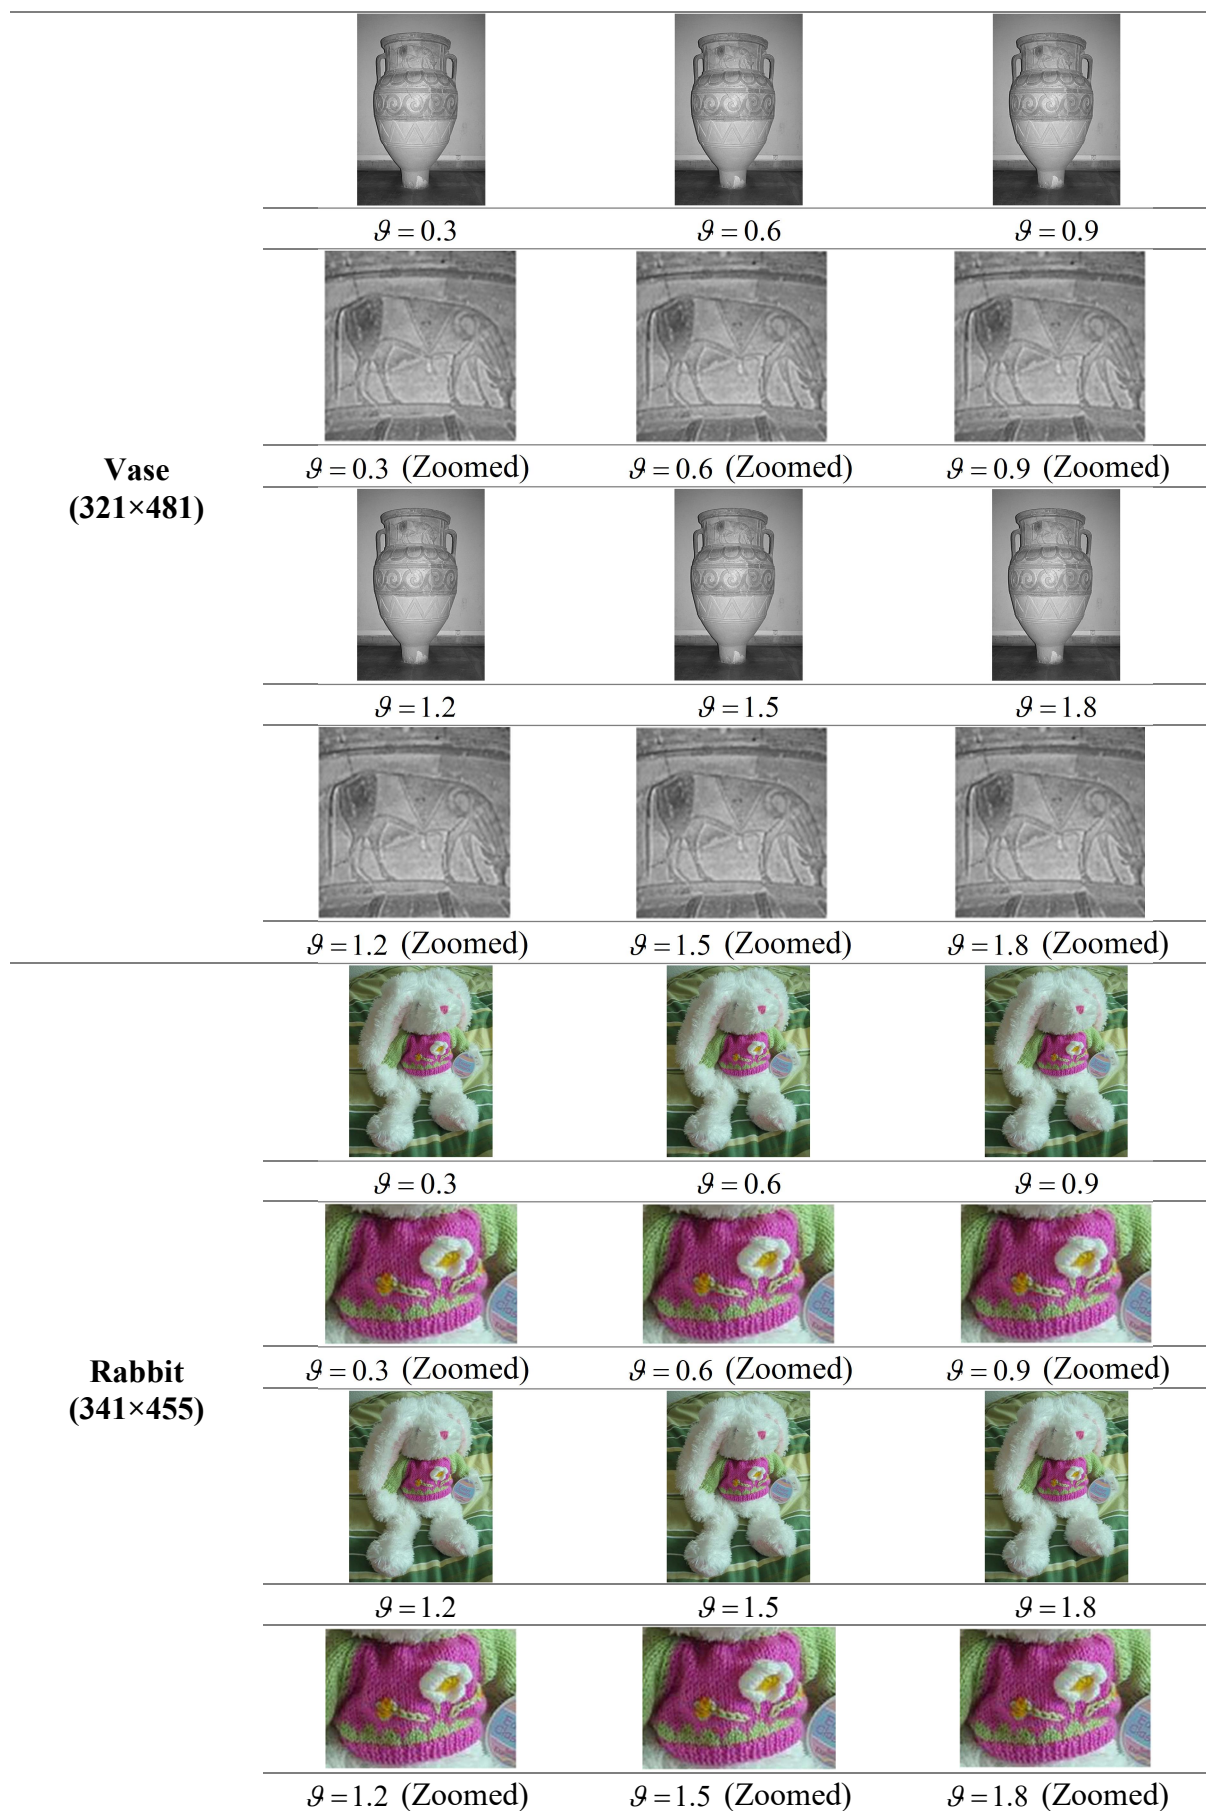 ϑ = 0.3 ϑ = 0.6 ϑ = 0.9
ϑ = 0.3 (Zoomed) ϑ = 0.6 (Zoomed) ϑ = 0.9 (Zoomed)
Vase
(321×481)
ϑ = 1.2 ϑ = 1.5 ϑ = 1.8
ϑ = 1.2 (Zoomed) ϑ = 1.5 (Zoomed) ϑ = 1.8 (Zoomed)
ϑ = 0.3 ϑ = 0.6 ϑ = 0.9
ϑ = 0.3 (Zoomed) ϑ = 0.6 (Zoomed) ϑ = 0.9 (Zoomed)
Rabbit
(341×455)
ϑ = 1.2 ϑ = 1.5 ϑ = 1.8
ϑ = 1.2 (Zoomed) ϑ = 1.5 (Zoomed) ϑ = 1.8 (Zoomed)